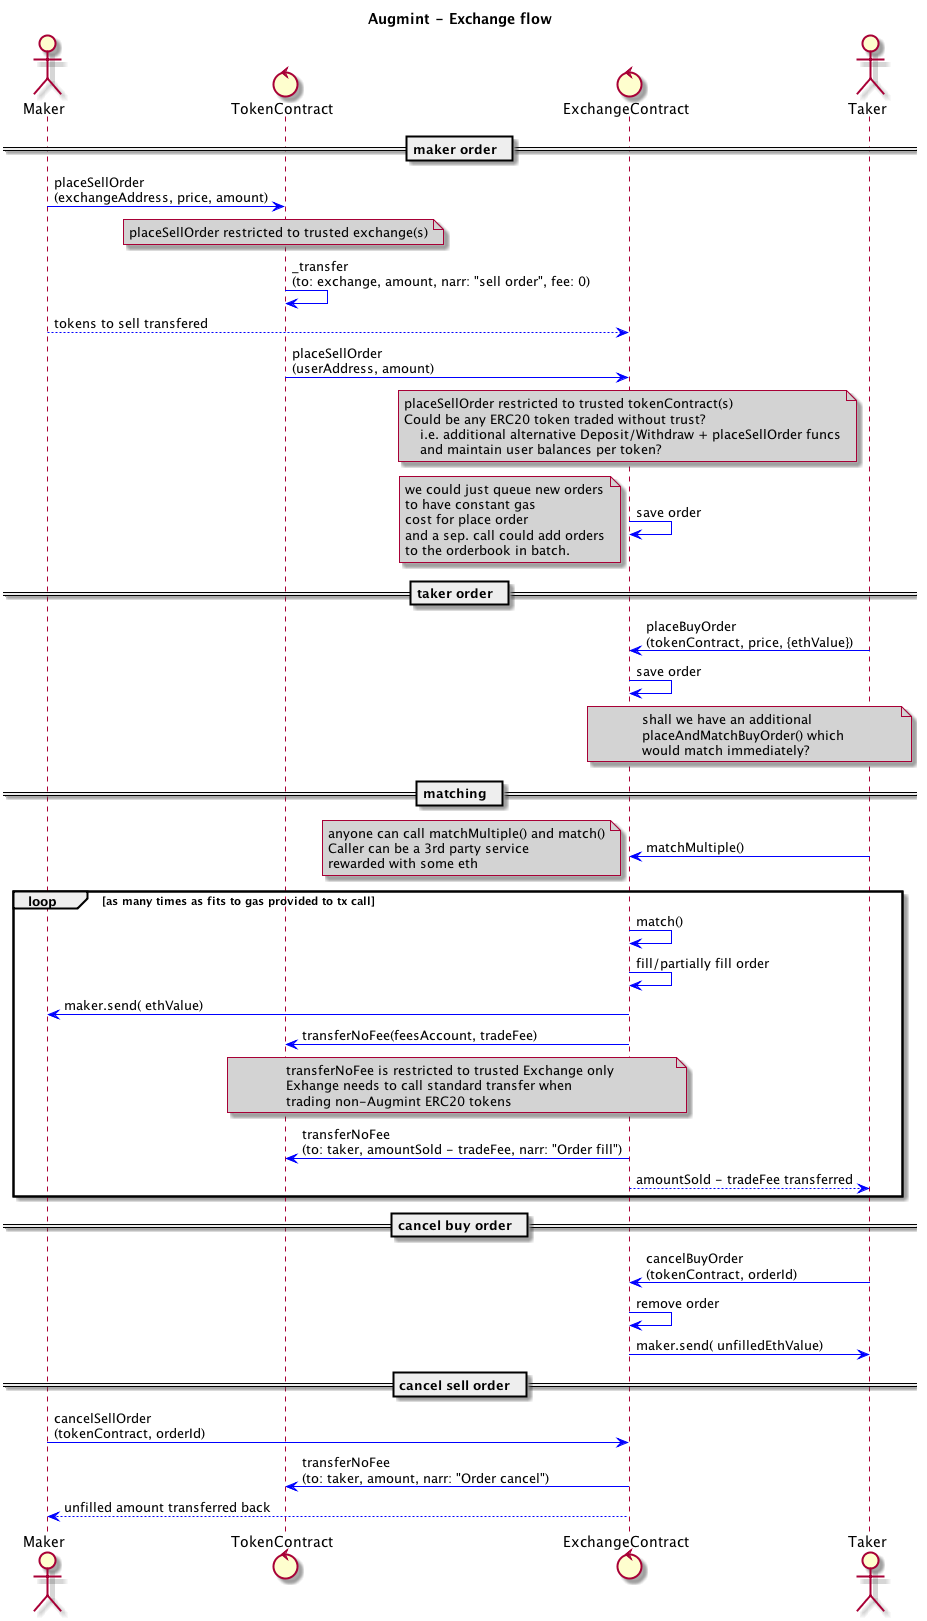 Augmint - Exchange flow
Maker
TokenContract
ExchangeContract
Taker
maker order
placeSellOrder
(exchangeAddress, price, amount)
placeSellOrder restricted to trusted exchange(s)
_transfer
(to: exchange, amount, narr: "sell order", fee: 0)
tokens to sell transfered
placeSellOrder
(userAddress, amount)
placeSellOrder restricted to trusted tokenContract(s)
Could be any ERC20 token traded without trust?
i.e. additional alternative Deposit/Withdraw + placeSellOrder funcs
and maintain user balances per token?
we could just queue new orders
to have constant gas
cost for place order
and a sep. call could add orders
to the orderbook in batch.
save order
taker order
placeBuyOrder
(tokenContract, price, {ethValue})
save order
shall we have an additional
placeAndMatchBuyOrder() which
would match immediately?
matching
anyone can call matchMultiple() and match()
Caller can be a 3rd party service
rewarded with some eth
matchMultiple()
loop
[as many times as fits to gas provided to tx call]
match()
fill/partially fill order
maker.send( ethValue)
transferNoFee(feesAccount, tradeFee)
transferNoFee is restricted to trusted Exchange only
Exhange needs to call standard transfer when
trading non-Augmint ERC20 tokens
transferNoFee
(to: taker, amountSold - tradeFee, narr: "Order fill")
amountSold - tradeFee transferred
cancel buy order
cancelBuyOrder
(tokenContract, orderId)
remove order
maker.send( unfilledEthValue)
cancel sell order
cancelSellOrder
(tokenContract, orderId)
transferNoFee
(to: taker, amount, narr: "Order cancel")
unfilled amount transferred back
Maker
TokenContract
ExchangeContract
Taker